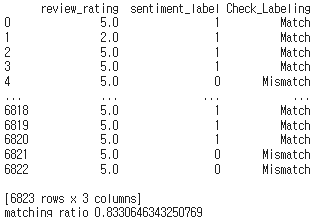 review_rating sentiment_label Check_Labeling
0 5.0 1 Match
1 2.0 1 Match
2 5.0 1 Match
3 5.0 1 Match
4 5.0 0 Mismatch
... ... ... ...
6818 5.0 1 Match
6819 5.0 1 Match
6820 5.0 1 Match
6821 5.0 0 Mismatch
6822 5.0 0 Mismatch
[6823 rows x 3 columns]
matching ratio 0.8330646343250769